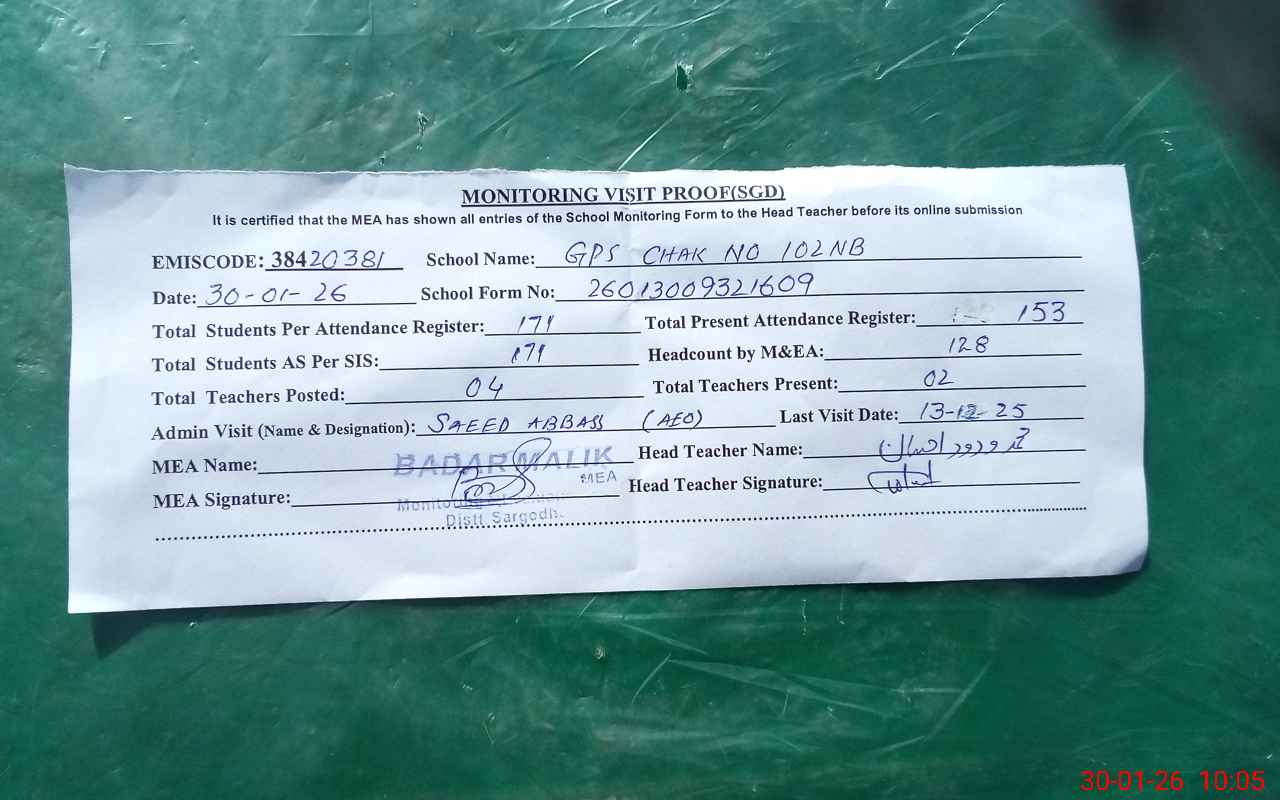 MONITORING VISIT PROOF(SGD)
It is certified that the MEA has shown all entries of the School Monitoring Form to the Head Teacher before its online submission
EMISCODE: 38420381 School Name: GPS CHAK NO 102NB
Date: 30-01-26 School Form No: 26013009321609
Total Students Per Attendance Register: 171 Total Present Attendance Register: 153
Total Students AS Per SIS: 171 Headcount by M&EA: 128
Total Teachers Posted: 04 Total Teachers Present: 02
Admin Visit (Name & Designation): SAEED ABBASS (AEO) Last Visit Date: 13-12-25
MEA Name: BADAR MALIK Head Teacher Name:
MEA
MEA Signature: Head Teacher Signature:
Distt Sargodh.
30-01-26 10:05